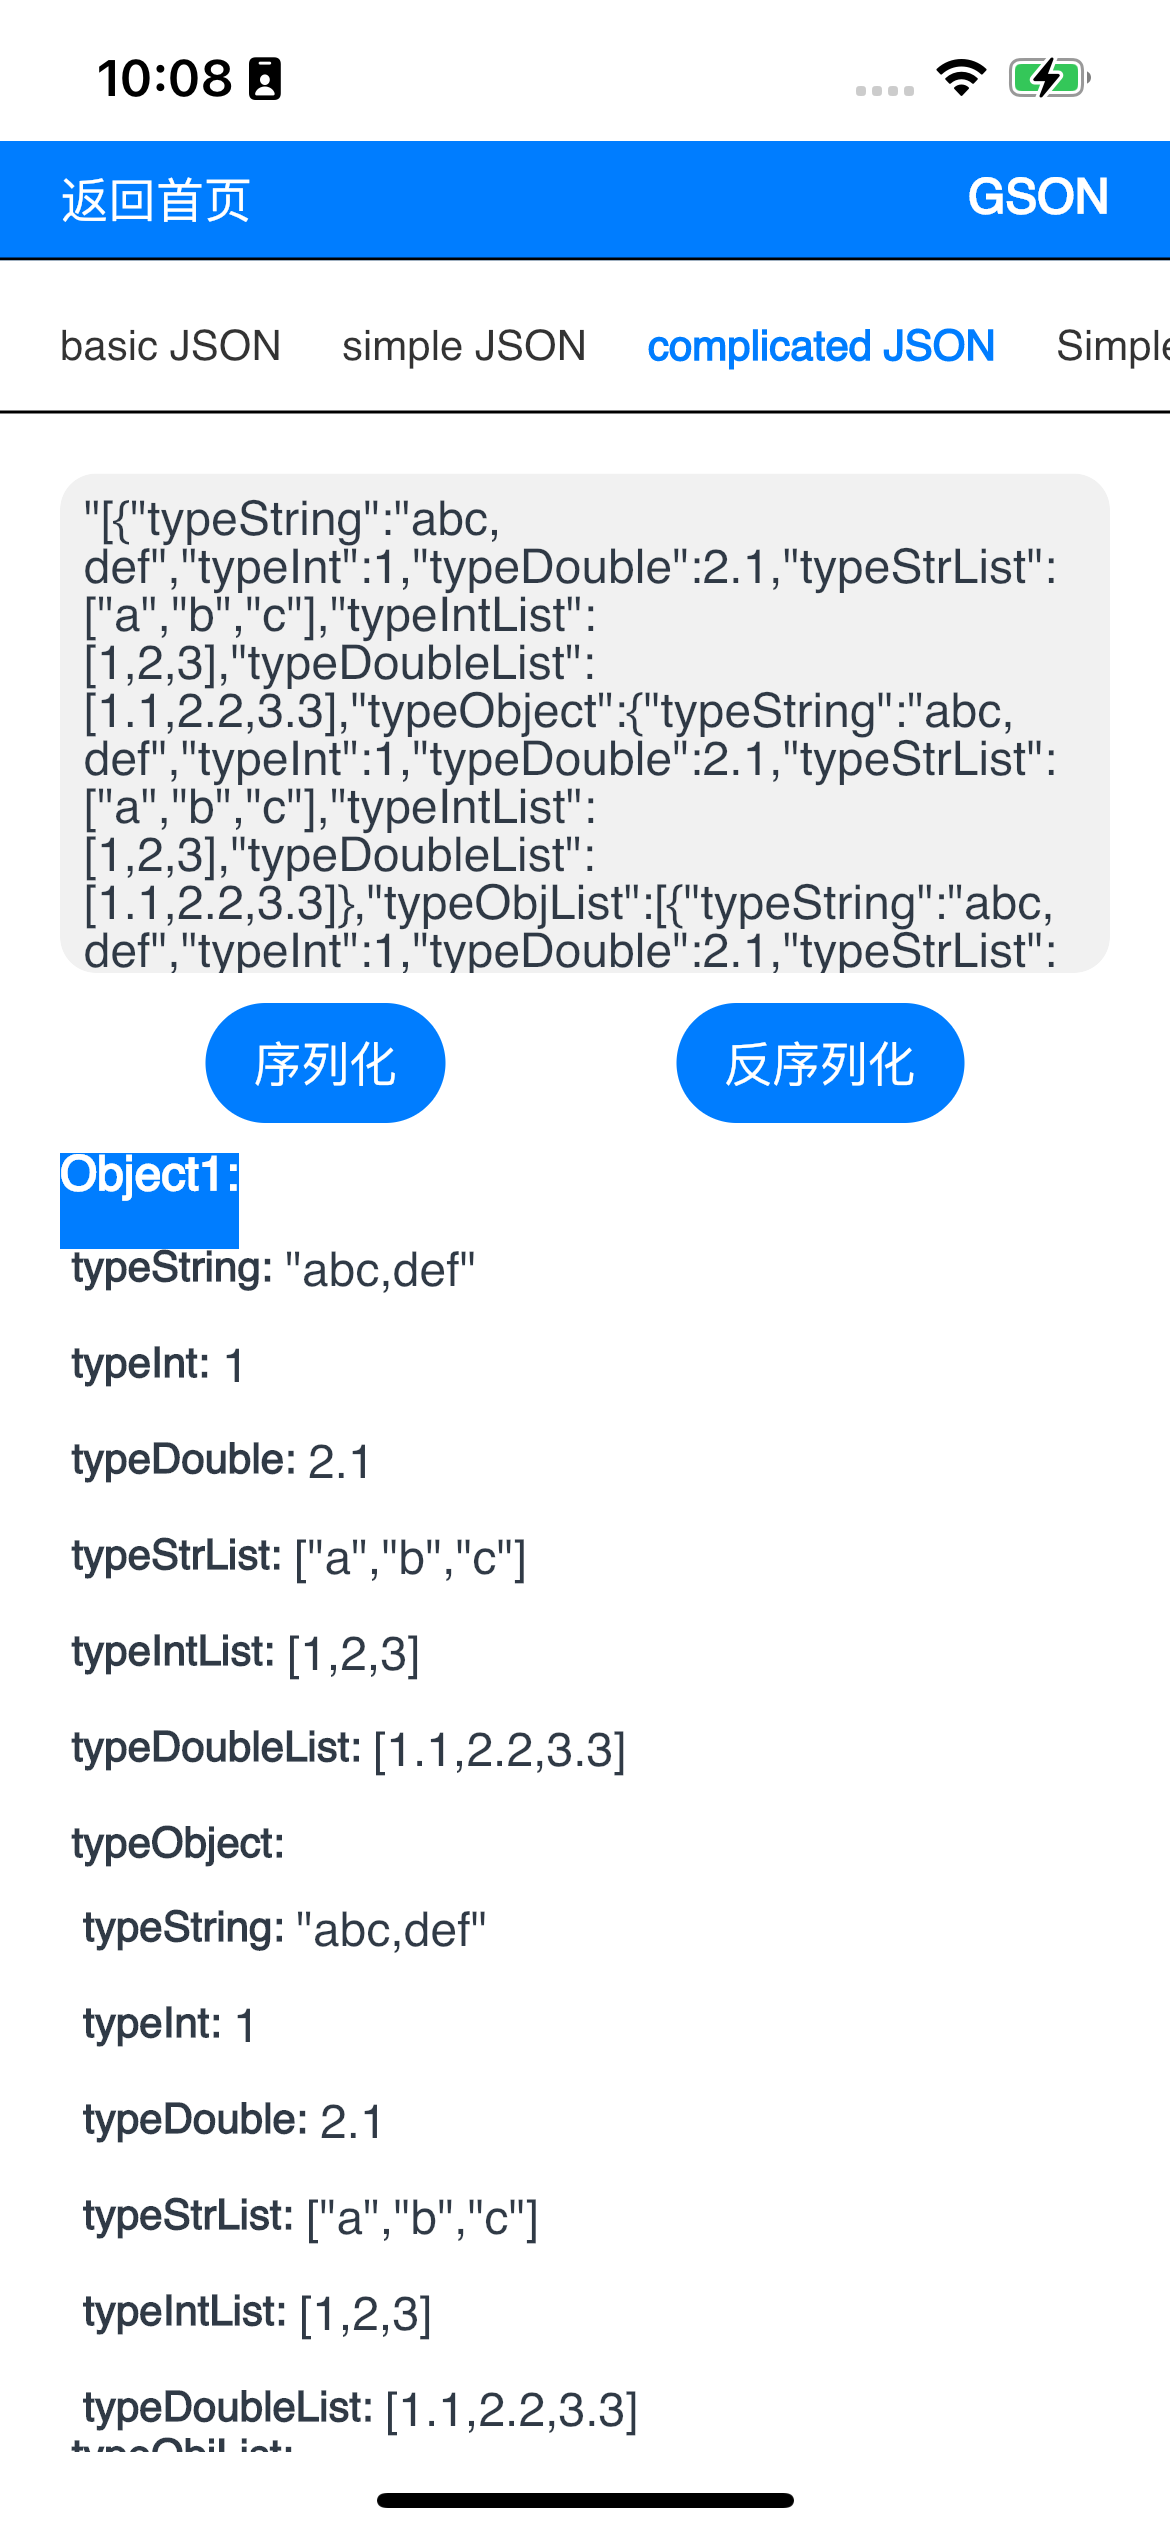 10:08
返回首页
GSON
basic JSON
simple JSON
complicated JSON
Simple
"[{"typeString":"abc,
def","typeInt":1,"typeDouble":2.1,"typeStrList":
["a","b","c"],"typeIntList":
[1,2,3],"typeDoubleList":
[1.1,2.2,3.3],"typeObject":{"typeString":"abc,
def","typeInt":1,"typeDouble":2.1,"typeStrList":
["a","b","c"],"typeIntList":
[1,2,3],"typeDoubleList":
[1.1,2.2,3.3]},"typeObjList":[{"typeString":"abc,
def","typeInt":1,"typeDouble":2.1,"typeStrList":
序列化
反序列化
Object1:
typeString: "abc,def"
typeInt: 1
typeDouble: 2.1
typeStrList: ["a","b","c"]
typeIntList: [1,2,3]
typeDoubleList: [1.1,2.2,3.3]
typeObject:
typeString: "abc,def"
typeInt: 1
typeDouble: 2.1
typeStrList: ["a","b","c"]
typeIntList: [1,2,3]
typeDoubleList: [1.1,2.2,3.3]
typeObjList: